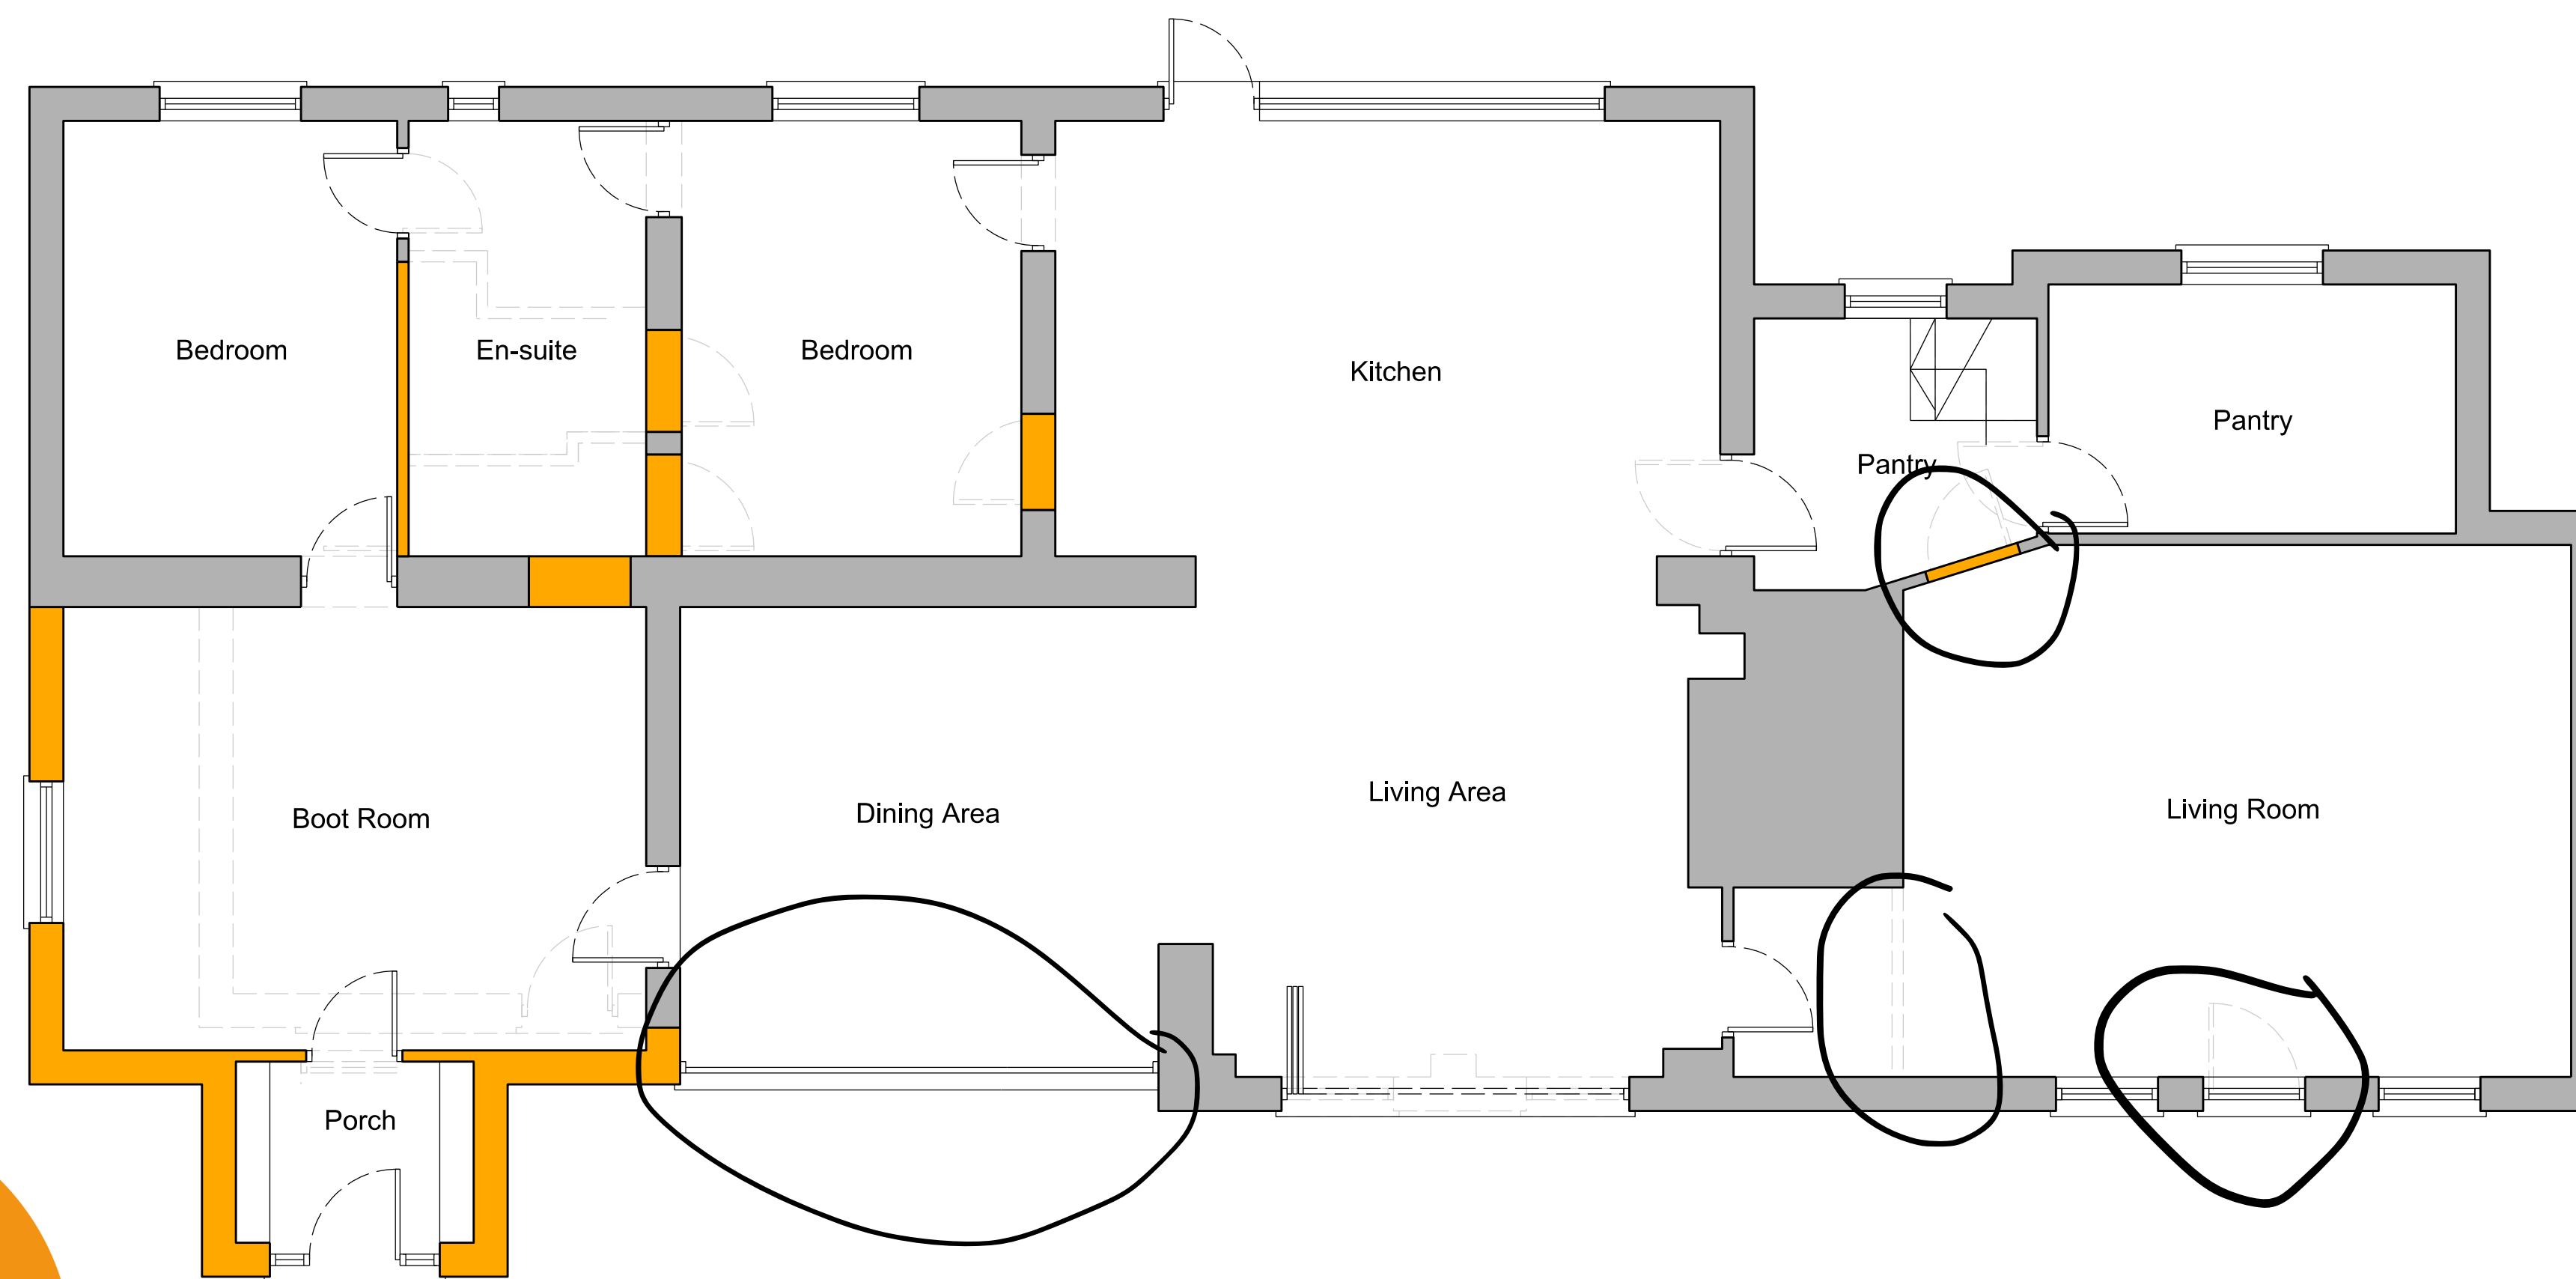 Bedroom
En-suite
Bedroom
Kitchen
Pantry
Pantry
Boot Room
Dining Area
Living Area
Living Room
Porch